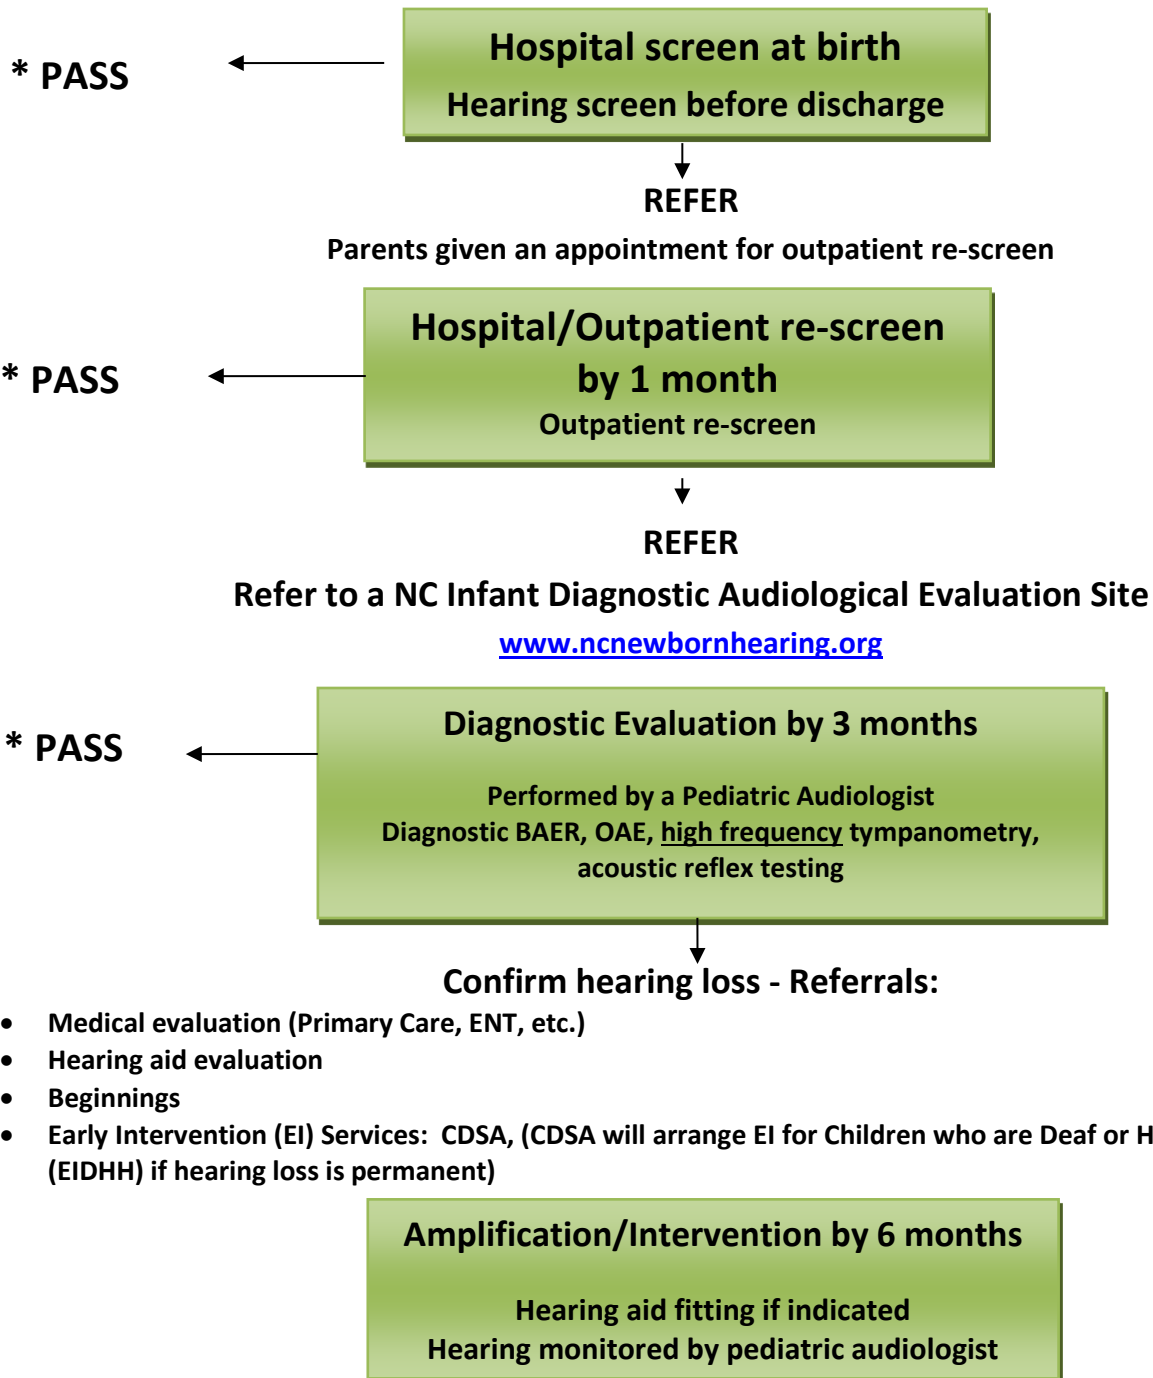 Hospital screen at birth
* PASS
Hearing screen before discharge
REFER
Parents given an appointment for outpatient re-screen
Hospital/Outpatient re-screen
by 1 month
* PASS
Outpatient re-screen
REFER
Refer to a NC Infant Diagnostic Audiological Evaluation Site
www.ncnewbornhearing.org
Diagnostic Evaluation by 3 months
* PASS
Performed by a Pediatric Audiologist
Diagnostic BAER, OAE, high frequency tympanometry,
acoustic reflex testing
Confirm hearing loss - Referrals:
• Medical evaluation (Primary Care, ENT, etc.)
• Hearing aid evaluation
• Beginnings
• Early Intervention (EI) Services: CDSA, (CDSA will arrange EI for Children who are Deaf or H
(EIDHH) if hearing loss is permanent)
Amplification/Intervention by 6 months
Hearing aid fitting if indicated
Hearing monitored by pediatric audiologist